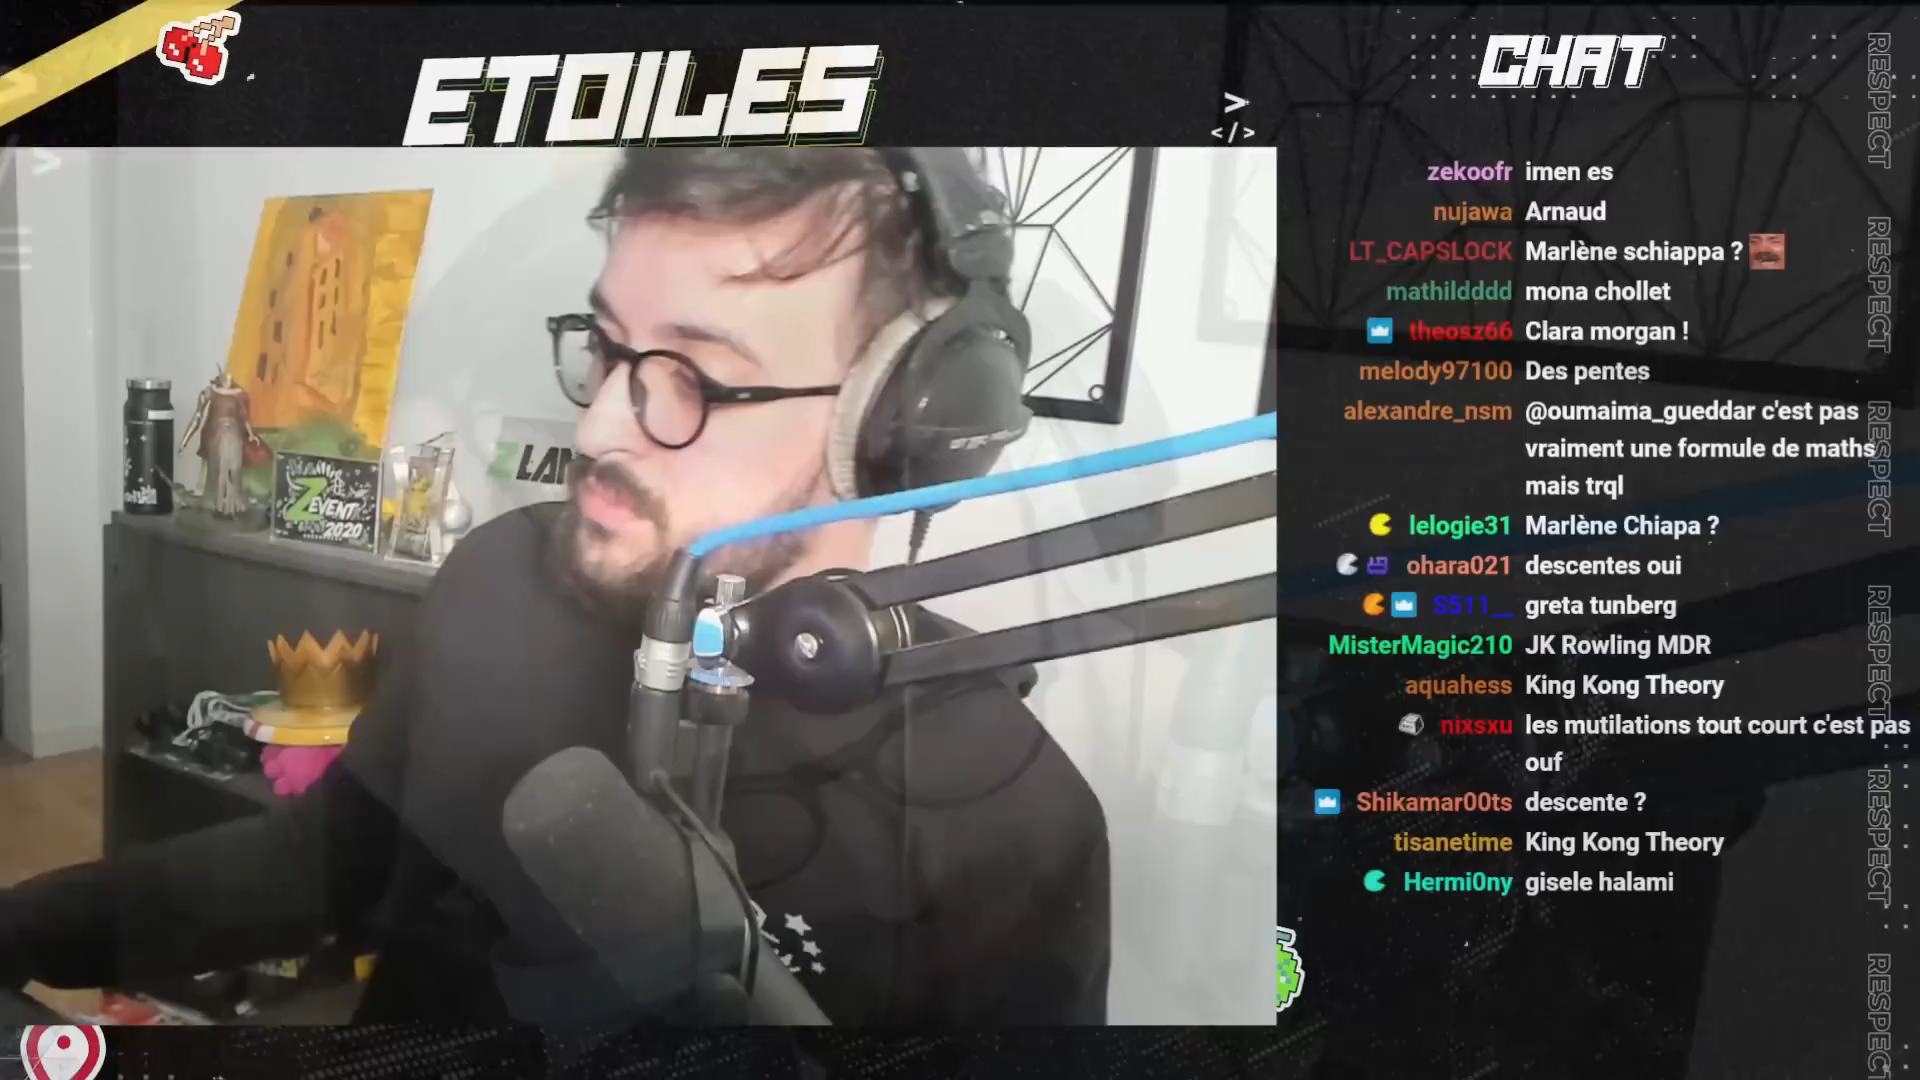 ETOILES
CHAT
>
</>
zekoofr imen es
nujawa Arnaud
LT_CAPSLOCK Marlène schiappa ?
mathildddd mona chollet
theosz66 Clara morgan !
melody97100 Des pentes
alexandre_nsm @oumaima_gueddar c'est pas
vraiment une formule de maths
mais trql
lelogie31 Marlène Chiapa ?
ohara021 descentes oui
S511__ greta tunberg
MisterMagic210 JK Rowling MDR
aquahess King Kong Theory
nixsxu les mutilations tout court c'est pas
ouf
Shikamar00ts descente ?
tisanetime King Kong Theory
Hermi0ny gisele halami
RESPECT
RESPECT
RESPECT
RESPECT
RESPECT
RESPECT
ZLAN
ZEVENT
2020